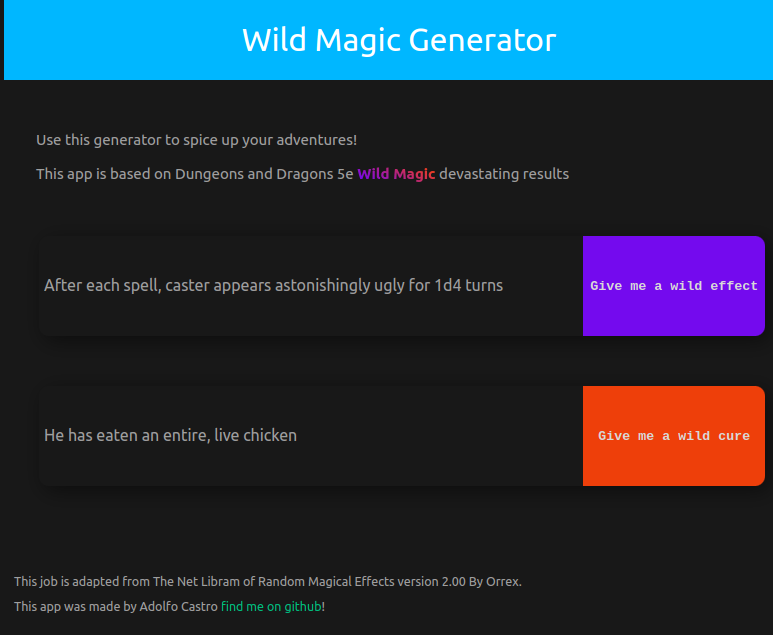 Wild Magic Generator
Use this generator to spice up your adventures!
This app is based on Dungeons and Dragons 5e Wild Magic devastating results
After each spell, caster appears astonishingly ugly for 1d4 turns
Give me a wild effect
He has eaten an entire, live chicken
Give me a wild cure
This job is adapted from The Net Libram of Random Magical Effects version 2.00 By Orrex.
This app was made by Adolfo Castro find me on github!